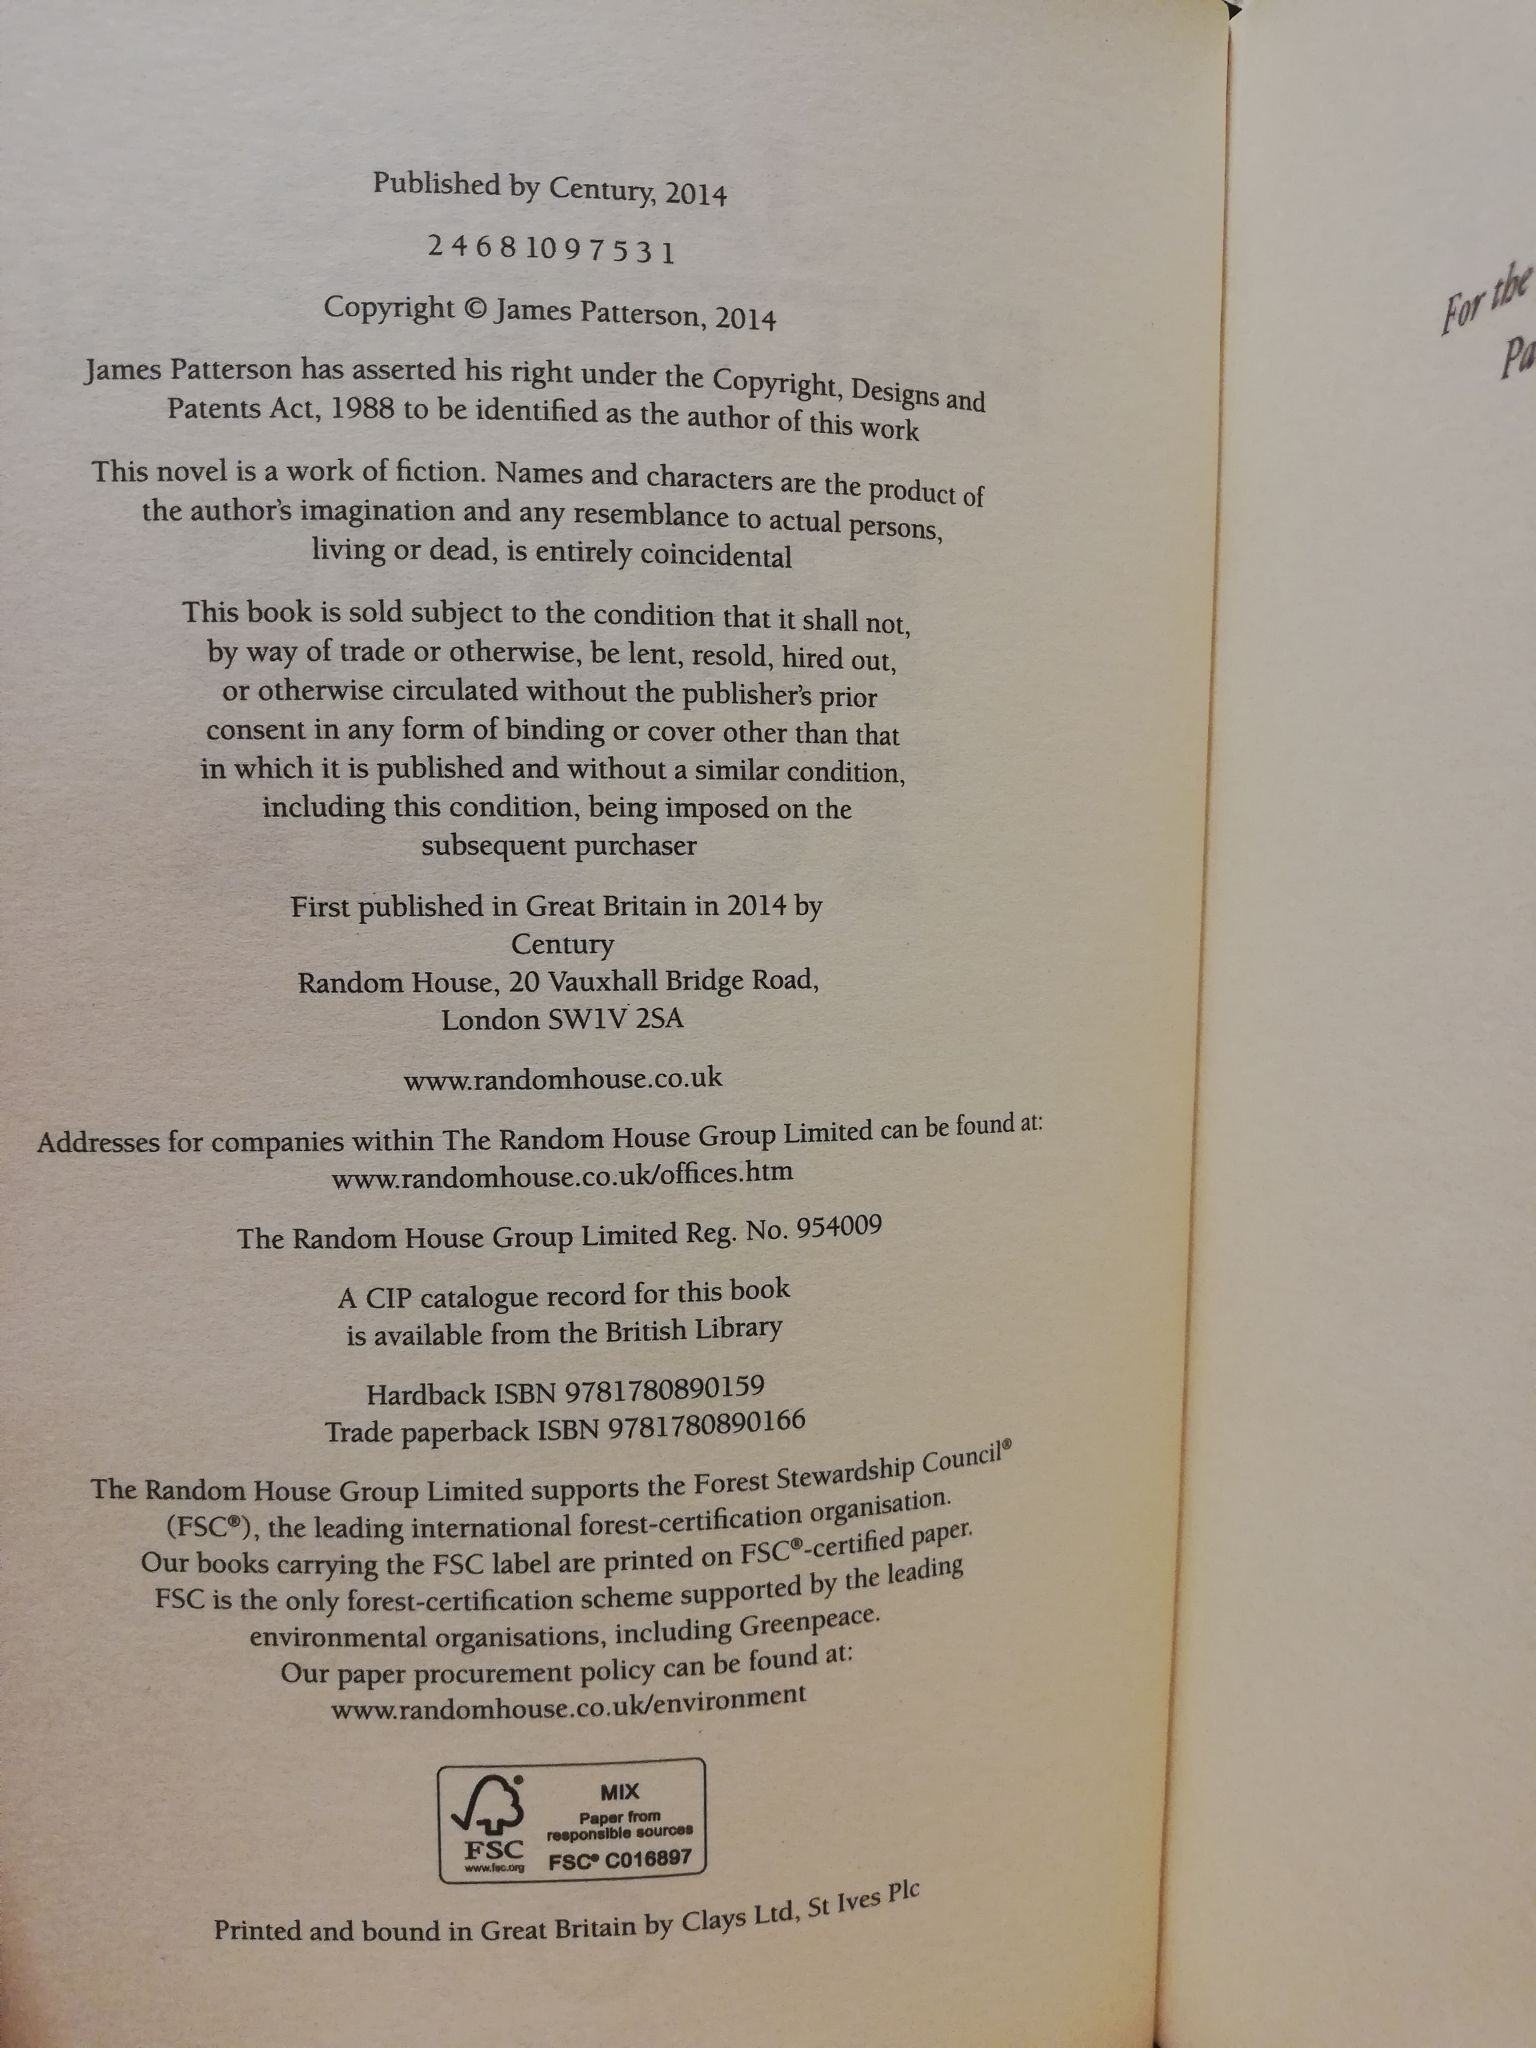 Published by Century, 2014
2 4 6 8 10 9 7 5 3 1
Copyright © James Patterson, 2014
James Patterson has asserted his right under the Copyright, Designs and
Patents Act, 1988 to be identified as the author of this work
This novel is a work of fiction. Names and characters are the product of
the author's imagination and any resemblance to actual persons,
living or dead, is entirely coincidental
This book is sold subject to the condition that it shall not,
by way of trade or otherwise, be lent, resold, hired out,
or otherwise circulated without the publisher's prior
consent in any form of binding or cover other than that
in which it is published and without a similar condition,
including this condition, being imposed on the
subsequent purchaser
First published in Great Britain in 2014 by
Century
Random House, 20 Vauxhall Bridge Road,
London SW1V 2SA
www.randomhouse.co.uk
Addresses for companies within The Random House Group Limited can be found at:
www.randomhouse.co.uk/offices.htm
The Random House Group Limited Reg. No. 954009
A CIP catalogue record for this book
is available from the British Library
Hardback ISBN 9781780890159
Trade paperback ISBN 9781780890166
The Random House Group Limited supports the Forest Stewardship Council®
(FSC®), the leading international forest-certification organisation.
Our books carrying the FSC label are printed on FSC®-certified paper.
FSC is the only forest-certification scheme supported by the leading
environmental organisations, including Greenpeace.
Our paper procurement policy can be found at:
www.randomhouse.co.uk/environment
FSC
www.fsc.org
MIX
Paper from
responsible sources
FSC® C016897
Printed and bound in Great Britain by Clays Ltd, St Ives Plc
For the
Pa